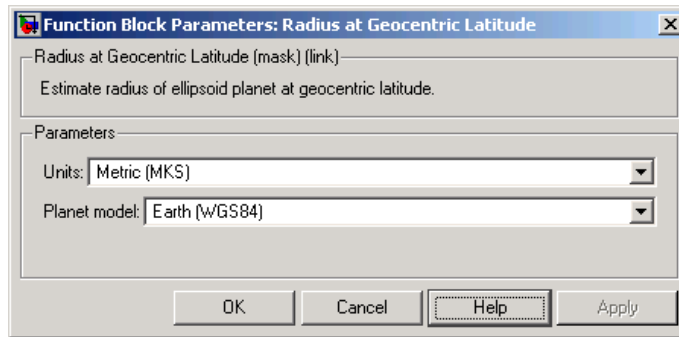 Function Block Parameters: Radius at Geocentric Latitude
Radius at Geocentric Latitude (mask) (link)
Estimate radius of ellipsoid planet at geocentric latitude.
Parameters
Units: Metric (MKS)
Planet model: Earth (WGS84)
OK Cancel Help Apply